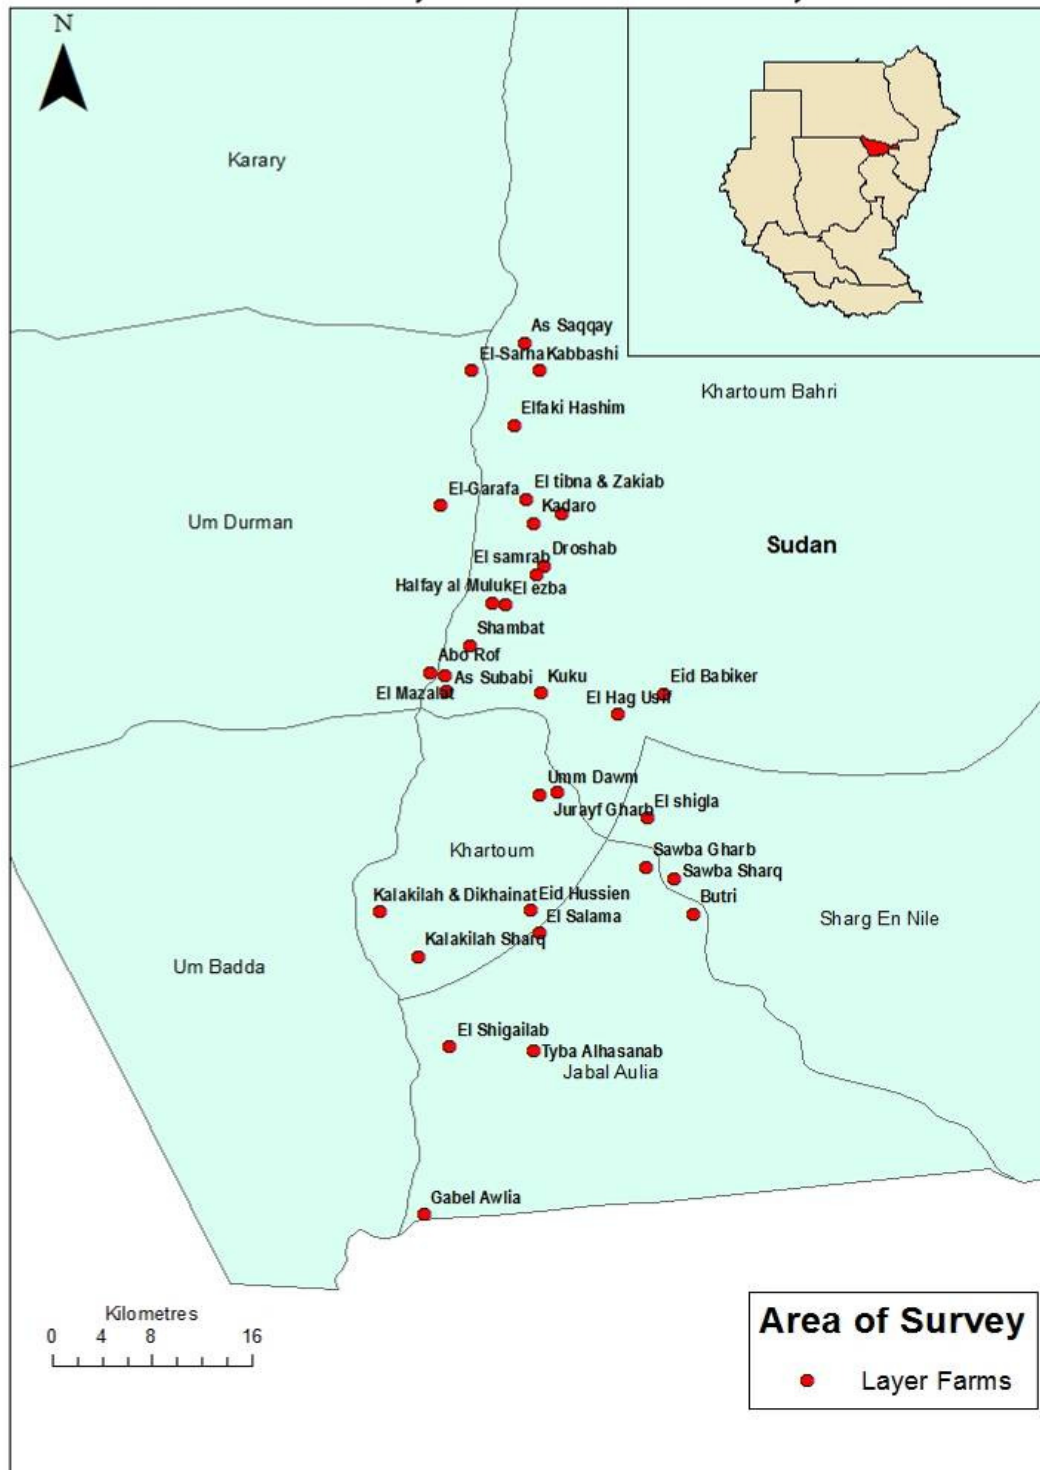 N
Karary
As Saqqay
El-Sarha
Kabbashi
Khartoum Bahri
Elfaki Hashim
El tibna & Zakiab
El-Garafa
Kadaro
Um Durman
Sudan
Droshab
El samrab
Halfay al Muluk
El ezba
Shambat
Abo Rof
As Subabi
Kuku
Eid Babiker
El Mazalut
El Hag Usif
Umm Dawm
El shigla
Jurayf Gharb
Khartoum
Sawba Gharb
Sawba Sharq
Kalakilah & Dikhainat
Eid Hussien
Butri
El Salama
Sharg En Nile
Kalakilah Sharq
Um Badda
El Shigailab
Tyba Alhasanab
Jabal Aulia
Gabel Awlia
Kilometres
0 4 8 16
Area of Survey
Layer Farms